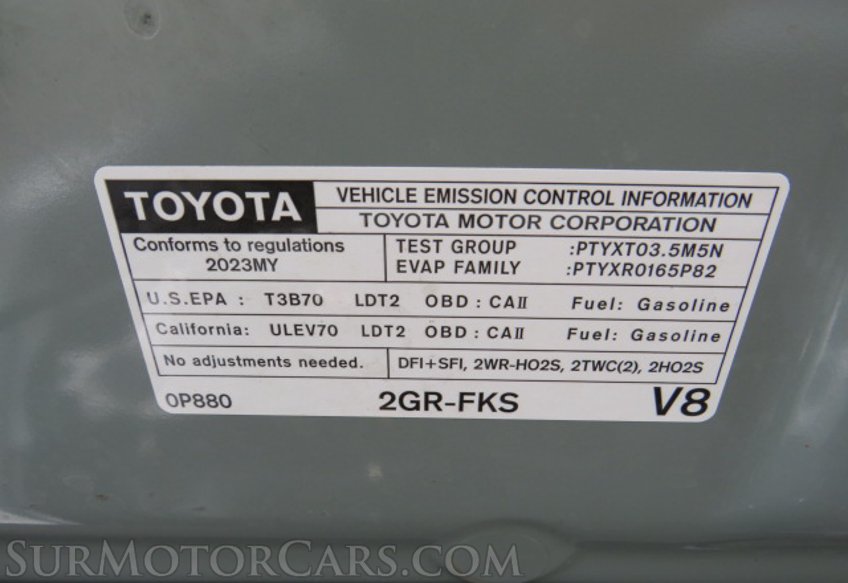 TOYOTA
VEHICLE EMISSION CONTROL INFORMATION
TOYOTA MOTOR CORPORATION
Conforms to regulations
2023MY
TEST GROUP :PTYXT03.5M5N
EVAP FAMILY :PTYXR0165P82
U.S.EPA : T3B70 LDT2 OBD : CAII Fuel: Gasoline
California: ULEV70 LDT2 OBD : CAII Fuel: Gasoline
No adjustments needed.
DFI+SFI, 2WR-HO2S, 2TWC(2), 2HO2S
0P880 2GR-FKS V8
SURMOTORCARS.COM